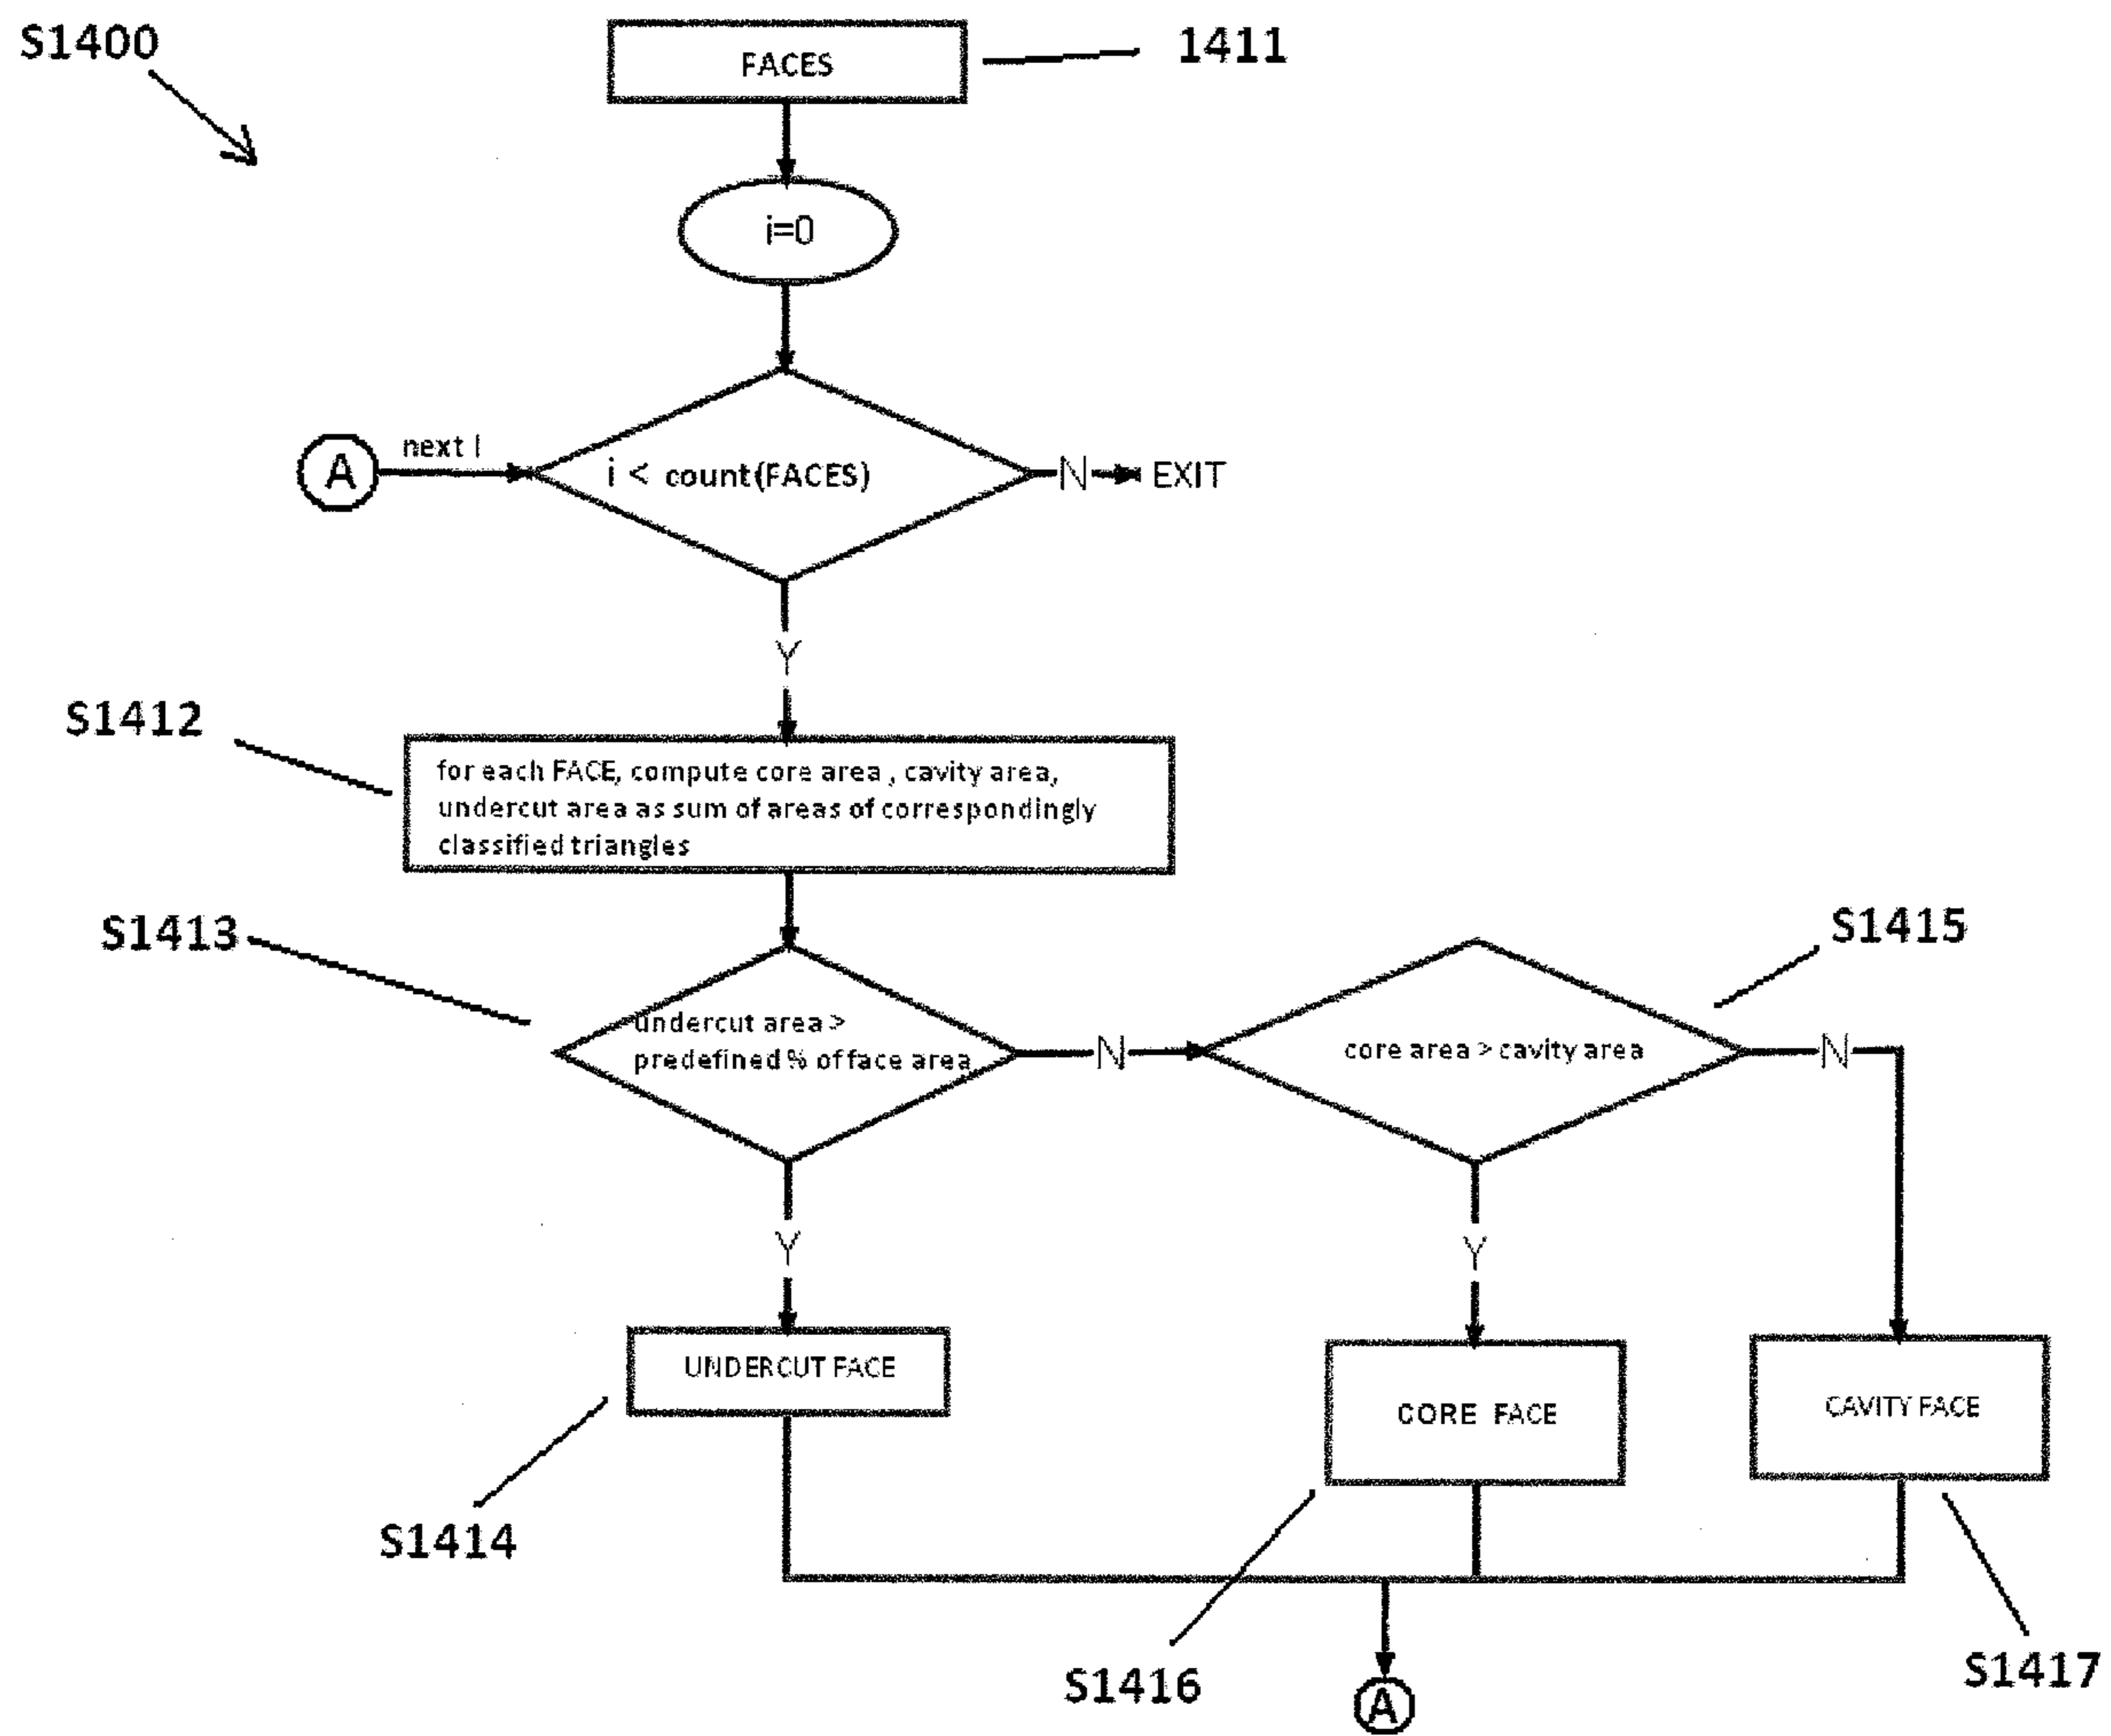 S1400
FACES
1411
i=0
A
next I
i < count(FACES)
N
EXIT
Y
S1412
for each FACE, compute core area , cavity area,
undercut area as sum of areas of correspondingly
classified triangles
S1413
S1415
undercut area >
predefined % of face area
N
core area > cavity area
N
Y
Y
UNDERCUT FACE
CORE FACE
CAVITY FACE
S1414
S1416
S1417
A